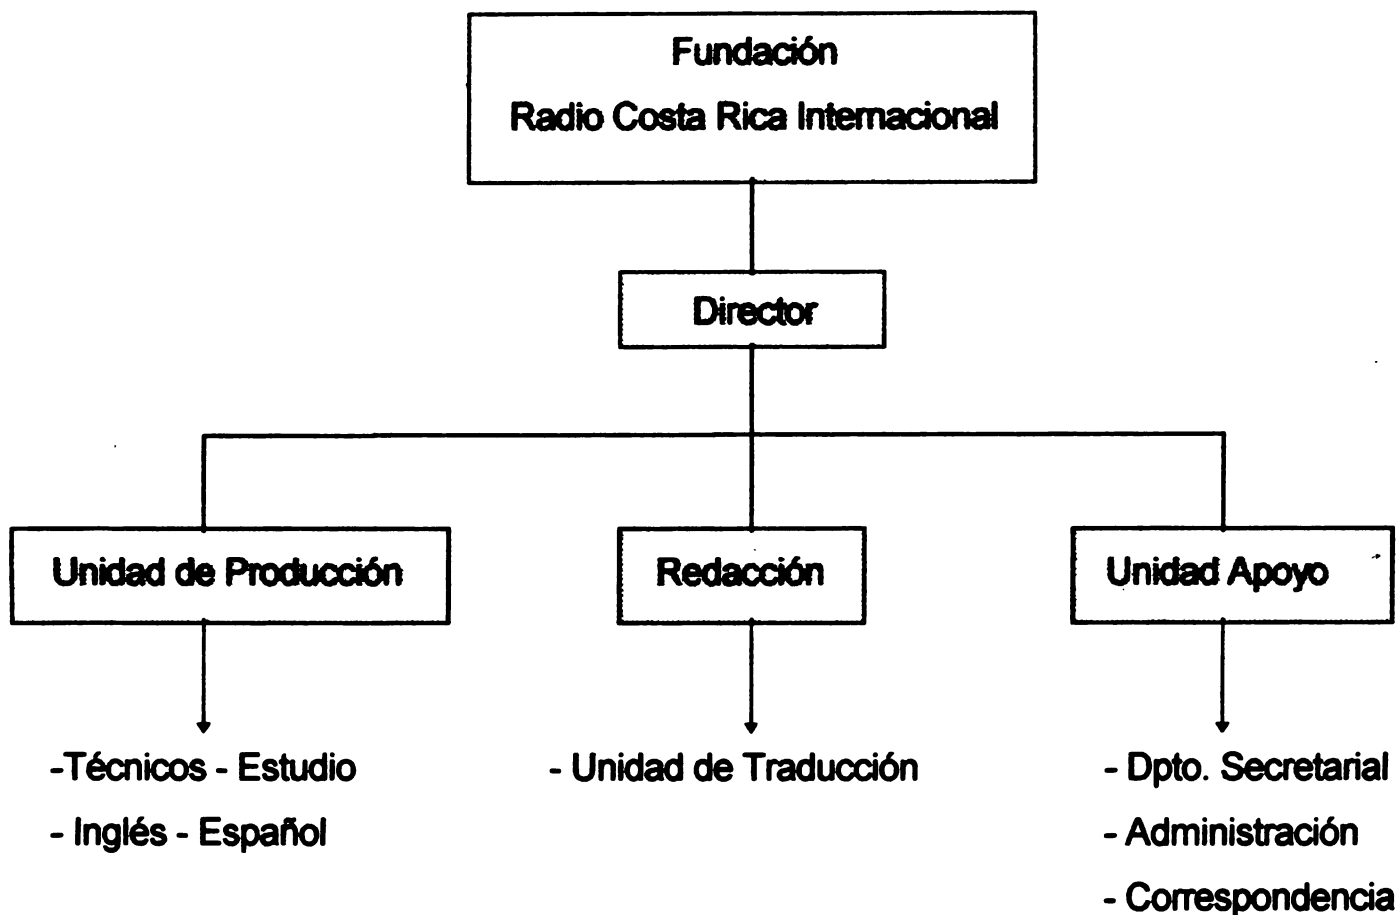 Fundación
Radio Costa Rica Internacional
Director
Unidad de Producción
Redacción
Unidad Apoyo
-Técnicos - Estudio
- Inglés - Español
- Unidad de Traducción
- Dpto. Secretarial
- Administración
- Correspondencia